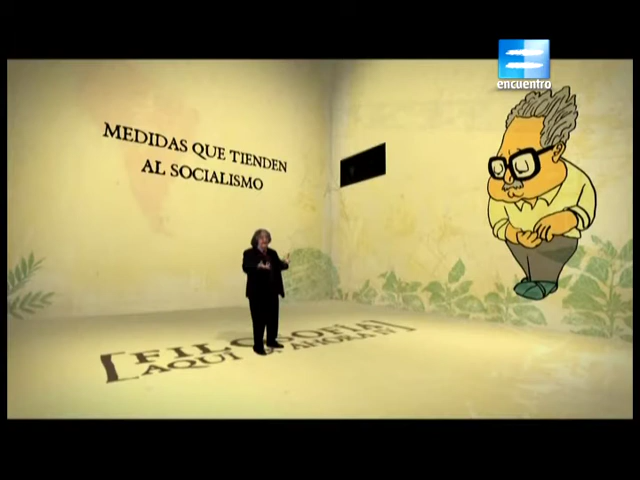 encuentro
MEDIDAS QUE TIENDEN
AL SOCIALISMO
[FILOSOFÍA
AQUÍ Y AHORA